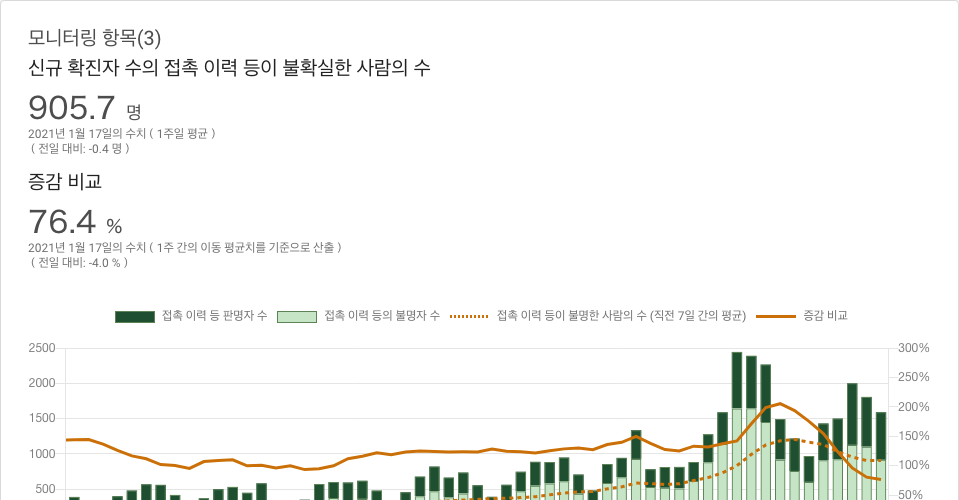 모니터링 항목(3)
신규 확진자 수의 접촉 이력 등이 불확실한 사람의 수
905.7 명
2021년 1월 17일의 수치 ( 1주일 평균 )
( 전일 대비: -0.4 명 )
증감 비교
76.4 %
2021년 1월 17일의 수치 ( 1주 간의 이동 평균치를 기준으로 산출 )
( 전일 대비: -4.0 % )
접촉 이력 등 판명자 수 접촉 이력 등의 불명자 수 접촉 이력 등이 불명한 사람의 수 (직전 7일 간의 평균) 증감 비교
2500 300%
2000 250%
1500 200%
1000 150%
500 100%
50%